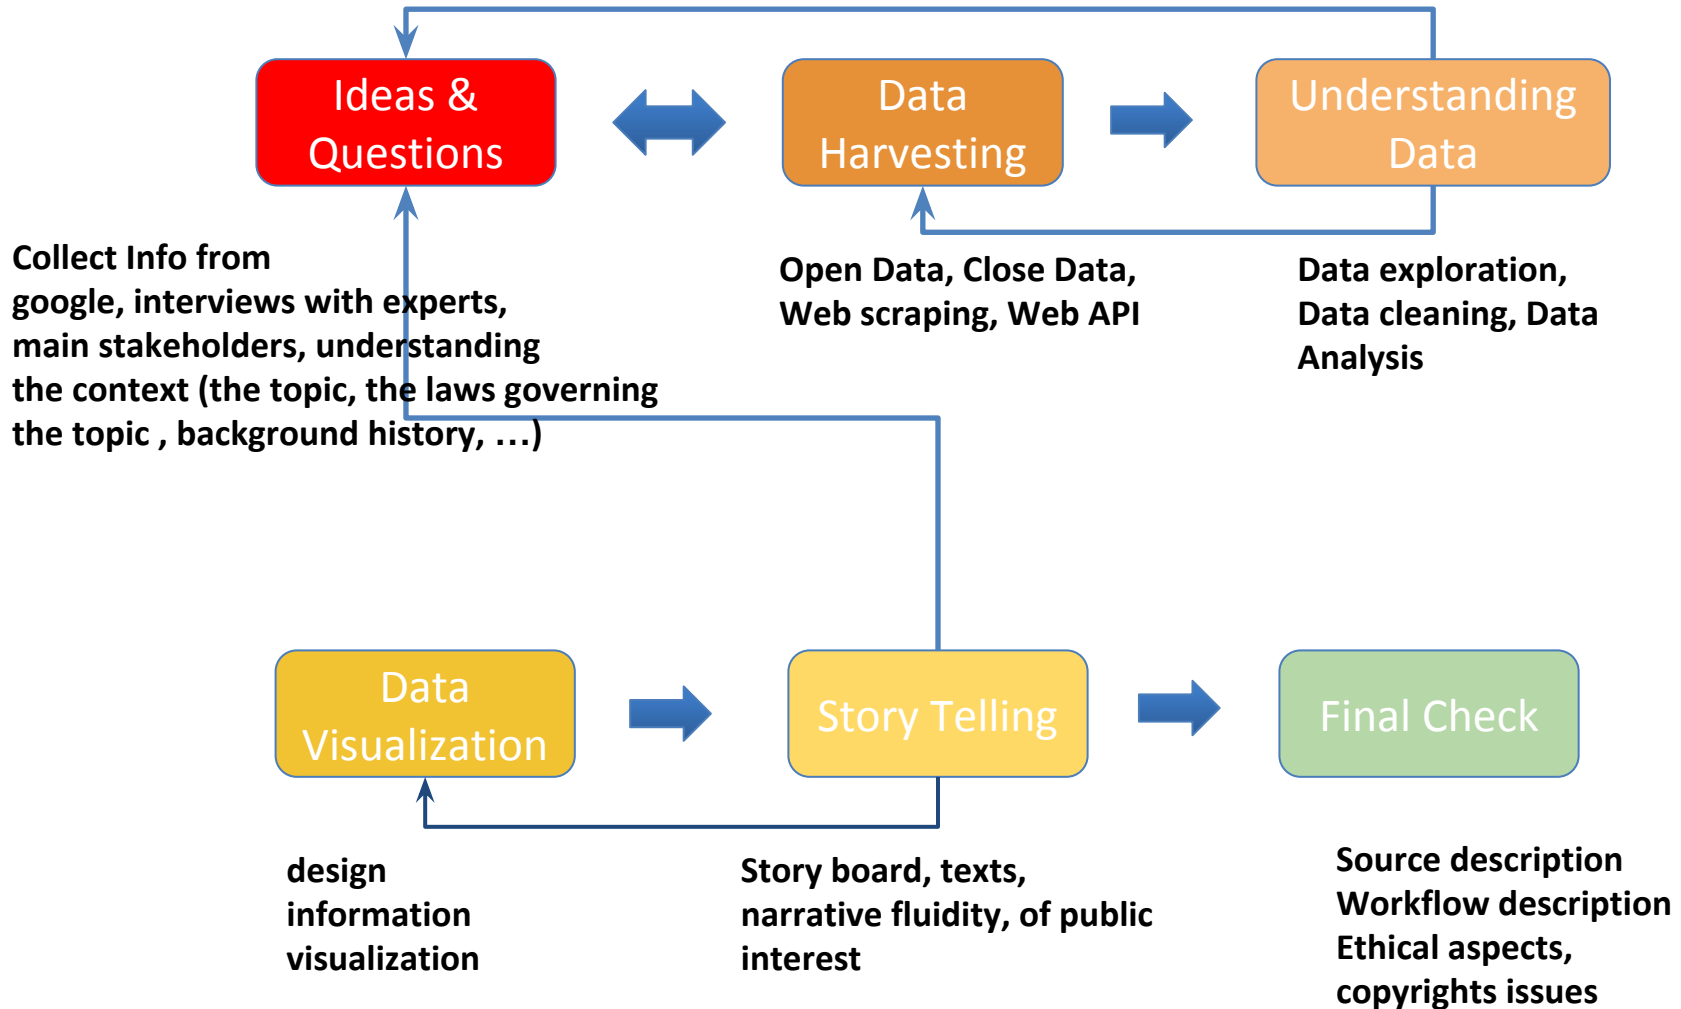 Ideas &
Questions
Data
Harvesting
Understanding
Data
Collect Info from
google, interviews with experts,
main stakeholders, understanding
the context (the topic, the laws governing
the topic , background history, ...)
Open Data, Close Data,
Web scraping, Web API
Data exploration,
Data cleaning, Data
Analysis
Data
Visualization
Story Telling
Final Check
design
information
visualization
Story board, texts,
narrative fluidity, of public
interest
Source description
Workflow description
Ethical aspects,
copyrights issues